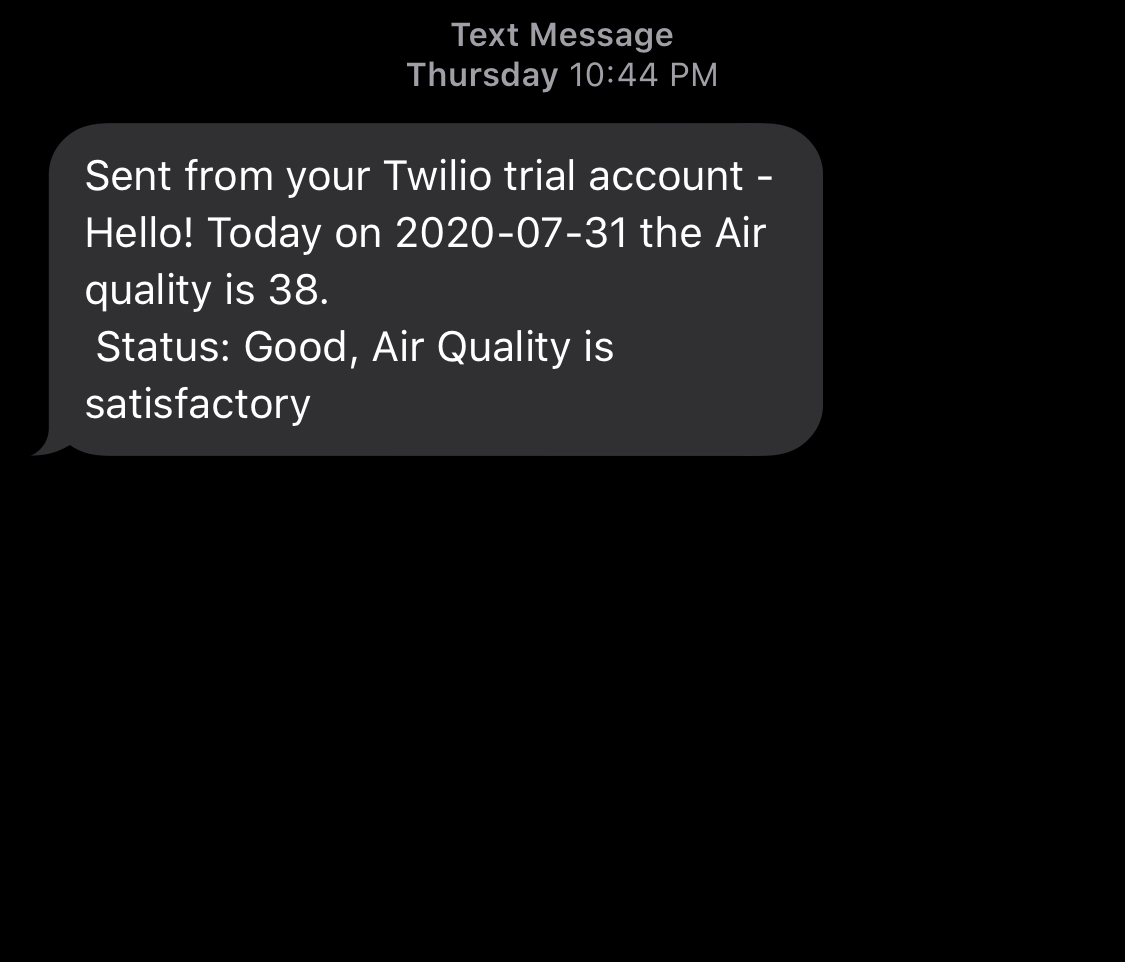 Text Message
Thursday 10:44 PM
Sent from your Twilio trial account -
Hello! Today on 2020-07-31 the Air
quality is 38.
Status: Good, Air Quality is
satisfactory